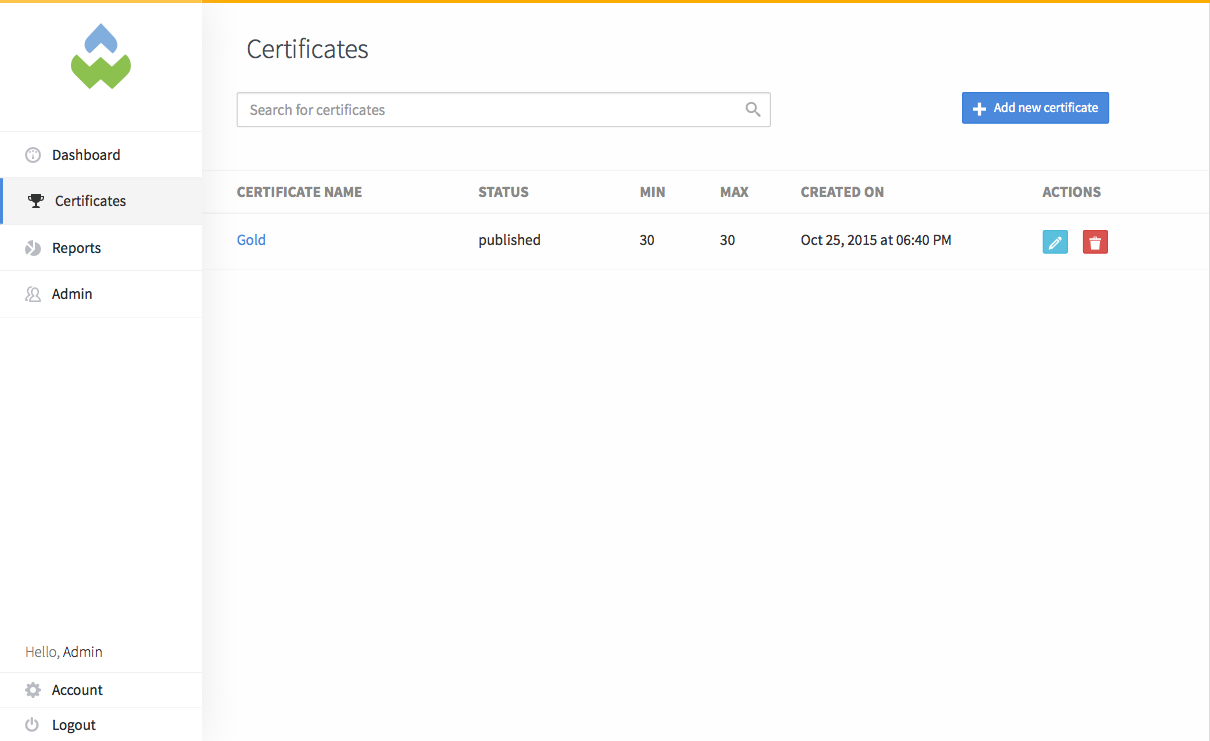 Certificates
Search for certificates
Add new certificate
Dashboard
Certificates
Reports
Admin
CERTIFICATE NAME STATUS MIN MAX CREATED ON ACTIONS
Gold published 30 30 Oct 25, 2015 at 06:40 PM
Hello, Admin
Account
Logout